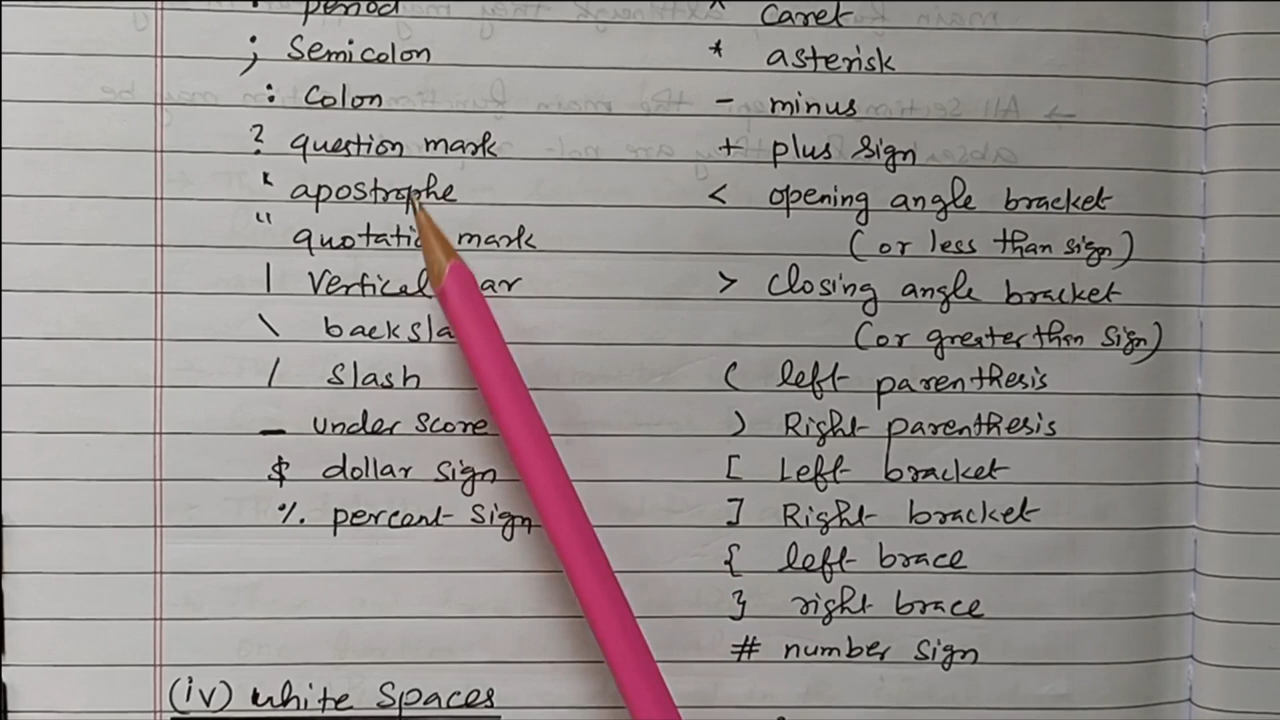 . period
; Semicolon
: Colon
? question mark
' apostrophe
" quotation mark
| Vertical bar
\ backslash
/ Slash
_ under score
$ dollar sign
% percent sign
^ Caret
* asterisk
- minus
+ plus sign
< opening angle bracket
(or less than sign)
> closing angle bracket
(or greater than sign)
( left parenthesis
) Right parenthesis
[ Left bracket
] Right bracket
{ left brace
} right brace
# number sign
(iv) White Spaces